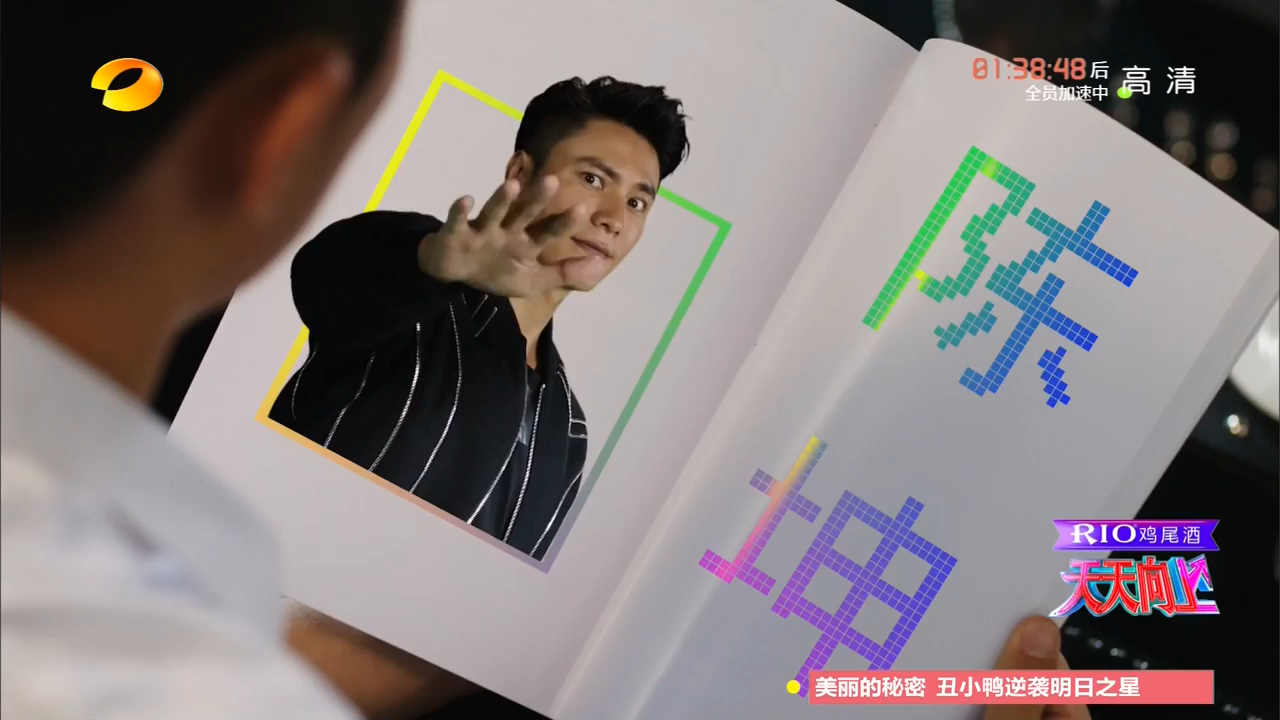 01:38:48后
全员加速中
高清
陈
坤
RIO鸡尾酒
天天向上
美丽的秘密 丑小鸭逆袭明日之星